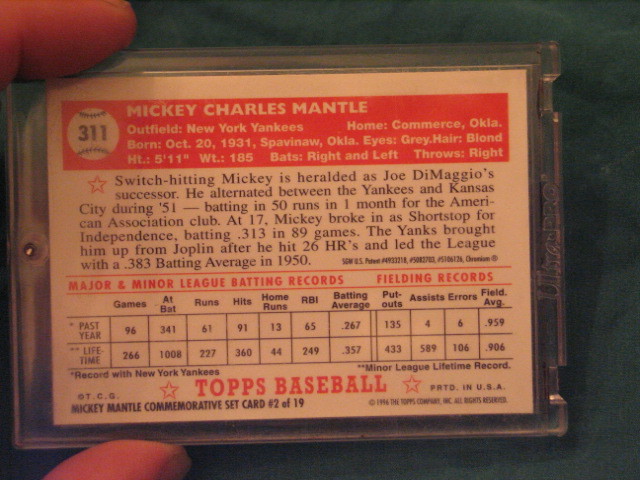 311
MICKEY CHARLES MANTLE
Outfield: New York Yankees Home: Commerce, Okla.
Born: Oct. 20, 1931, Spavinaw, Okla. Eyes: Grey.Hair: Blond
Ht.: 5'11" Wt.: 185 Bats: Right and Left Throws: Right
Switch-hitting Mickey is heralded as Joe DiMaggio's
successor. He alternated between the Yankees and Kansas
City during '51 — batting in 50 runs in 1 month for the Ameri-
can Association club. At 17, Mickey broke in as Shortstop for
Independence, batting .313 in 89 games. The Yanks brought
him up from Joplin after he hit 26 HR's and led the League
with a .383 Batting Average in 1950. SGW U.S. Patent #4933218, #5082703, #5106126, Chromium ®
MAJOR & MINOR LEAGUE BATTING RECORDS FIELDING RECORDS
Games At Bat Runs Hits Home Runs RBI Batting Average Put-outs Assists Errors Field. Avg.
* PAST YEAR 96 341 61 91 13 65 .267 135 4 6 .959
** LIFE-TIME 266 1008 227 360 44 249 .357 433 589 106 .906
*Record with New York Yankees **Minor League Lifetime Record.
©T.C.G. TOPPS BASEBALL PRTD. IN U.S.A.
MICKEY MANTLE COMMEMORATIVE SET CARD #2 of 19 © 1996 THE TOPPS COMPANY, INC. ALL RIGHTS RESERVED.